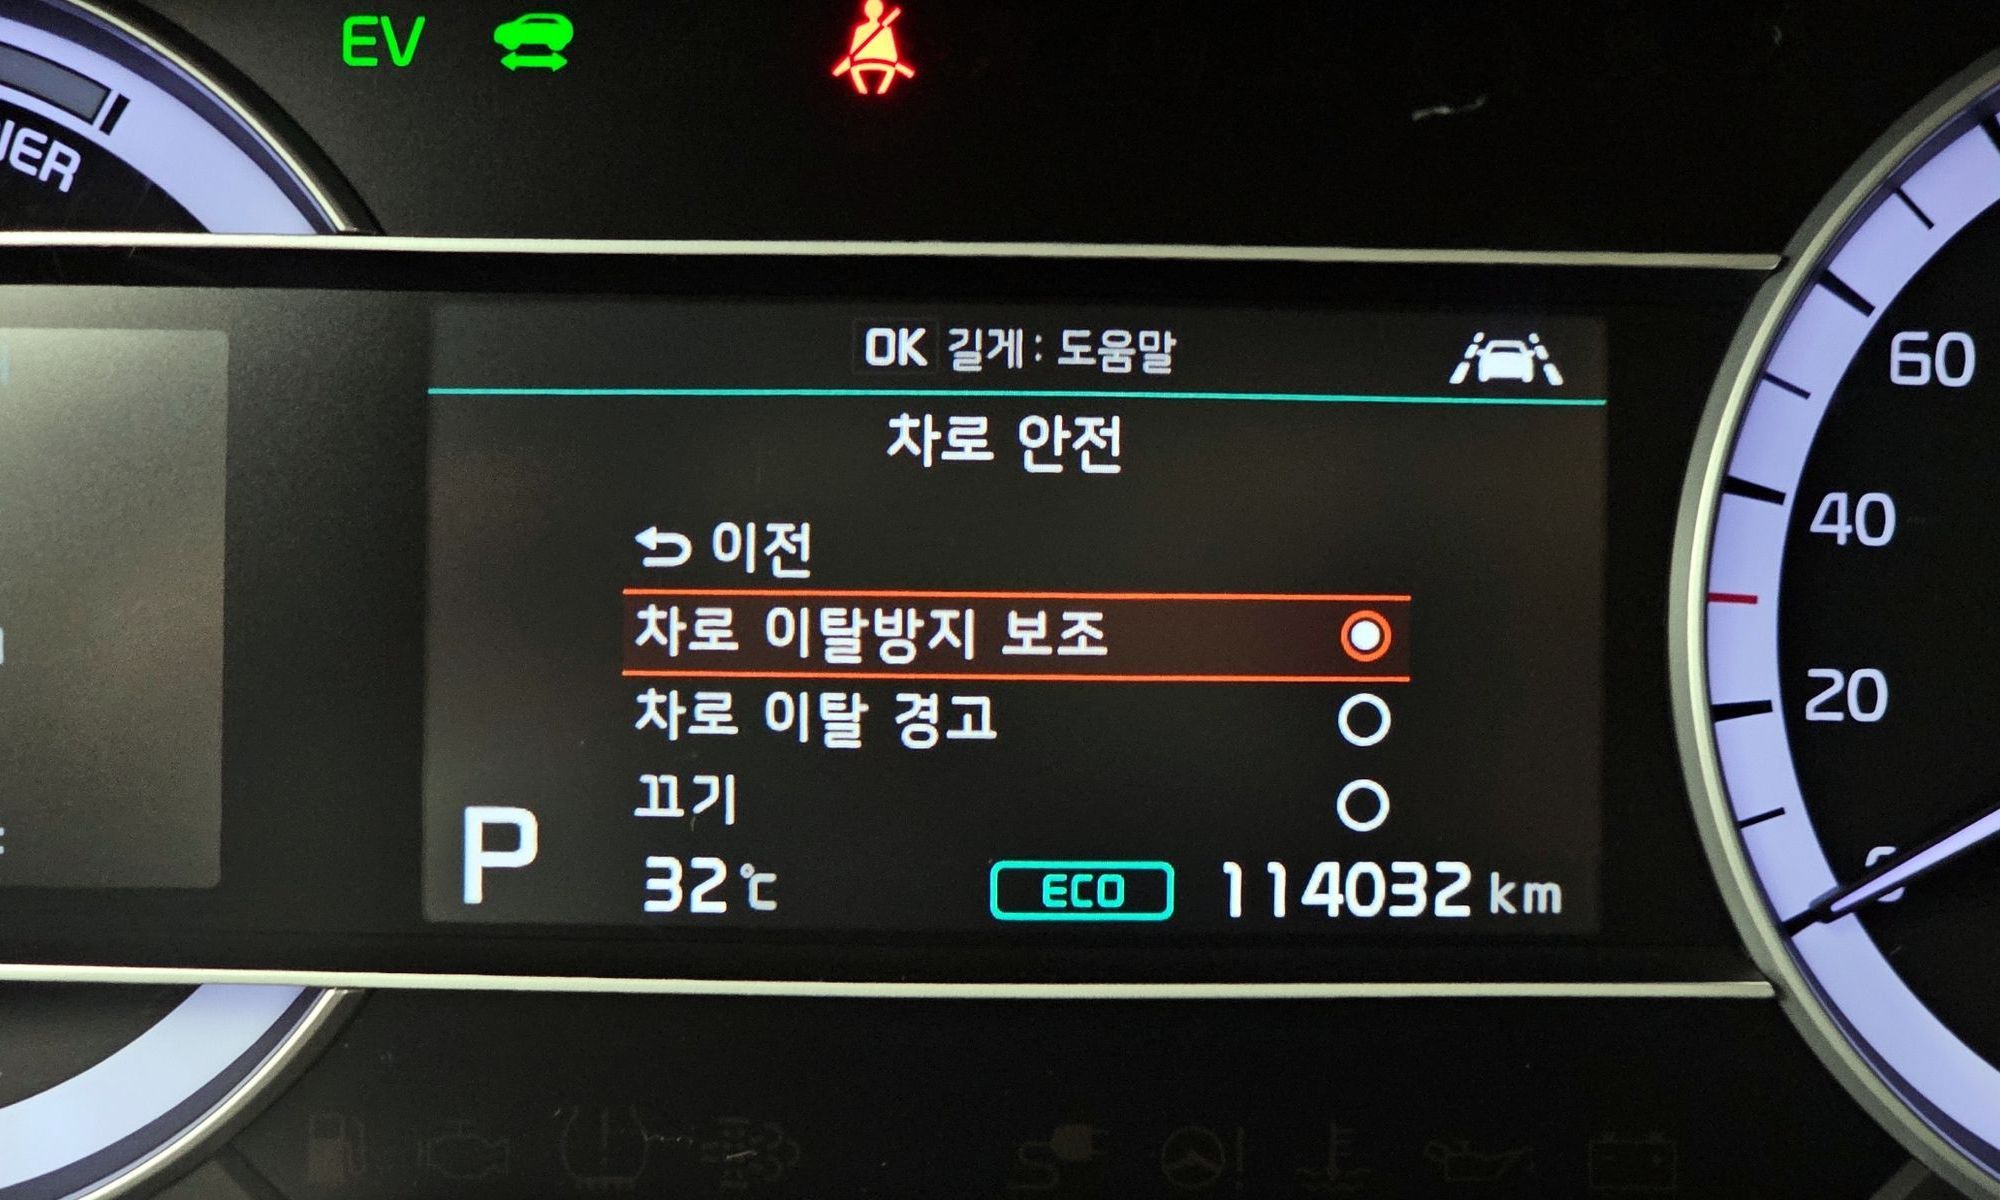 EV
OK 길게: 도움말
차로 안전
이전
차로 이탈방지 보조
차로 이탈 경고
끄기
P
32℃ ECO 114032 km
60
40
20
0